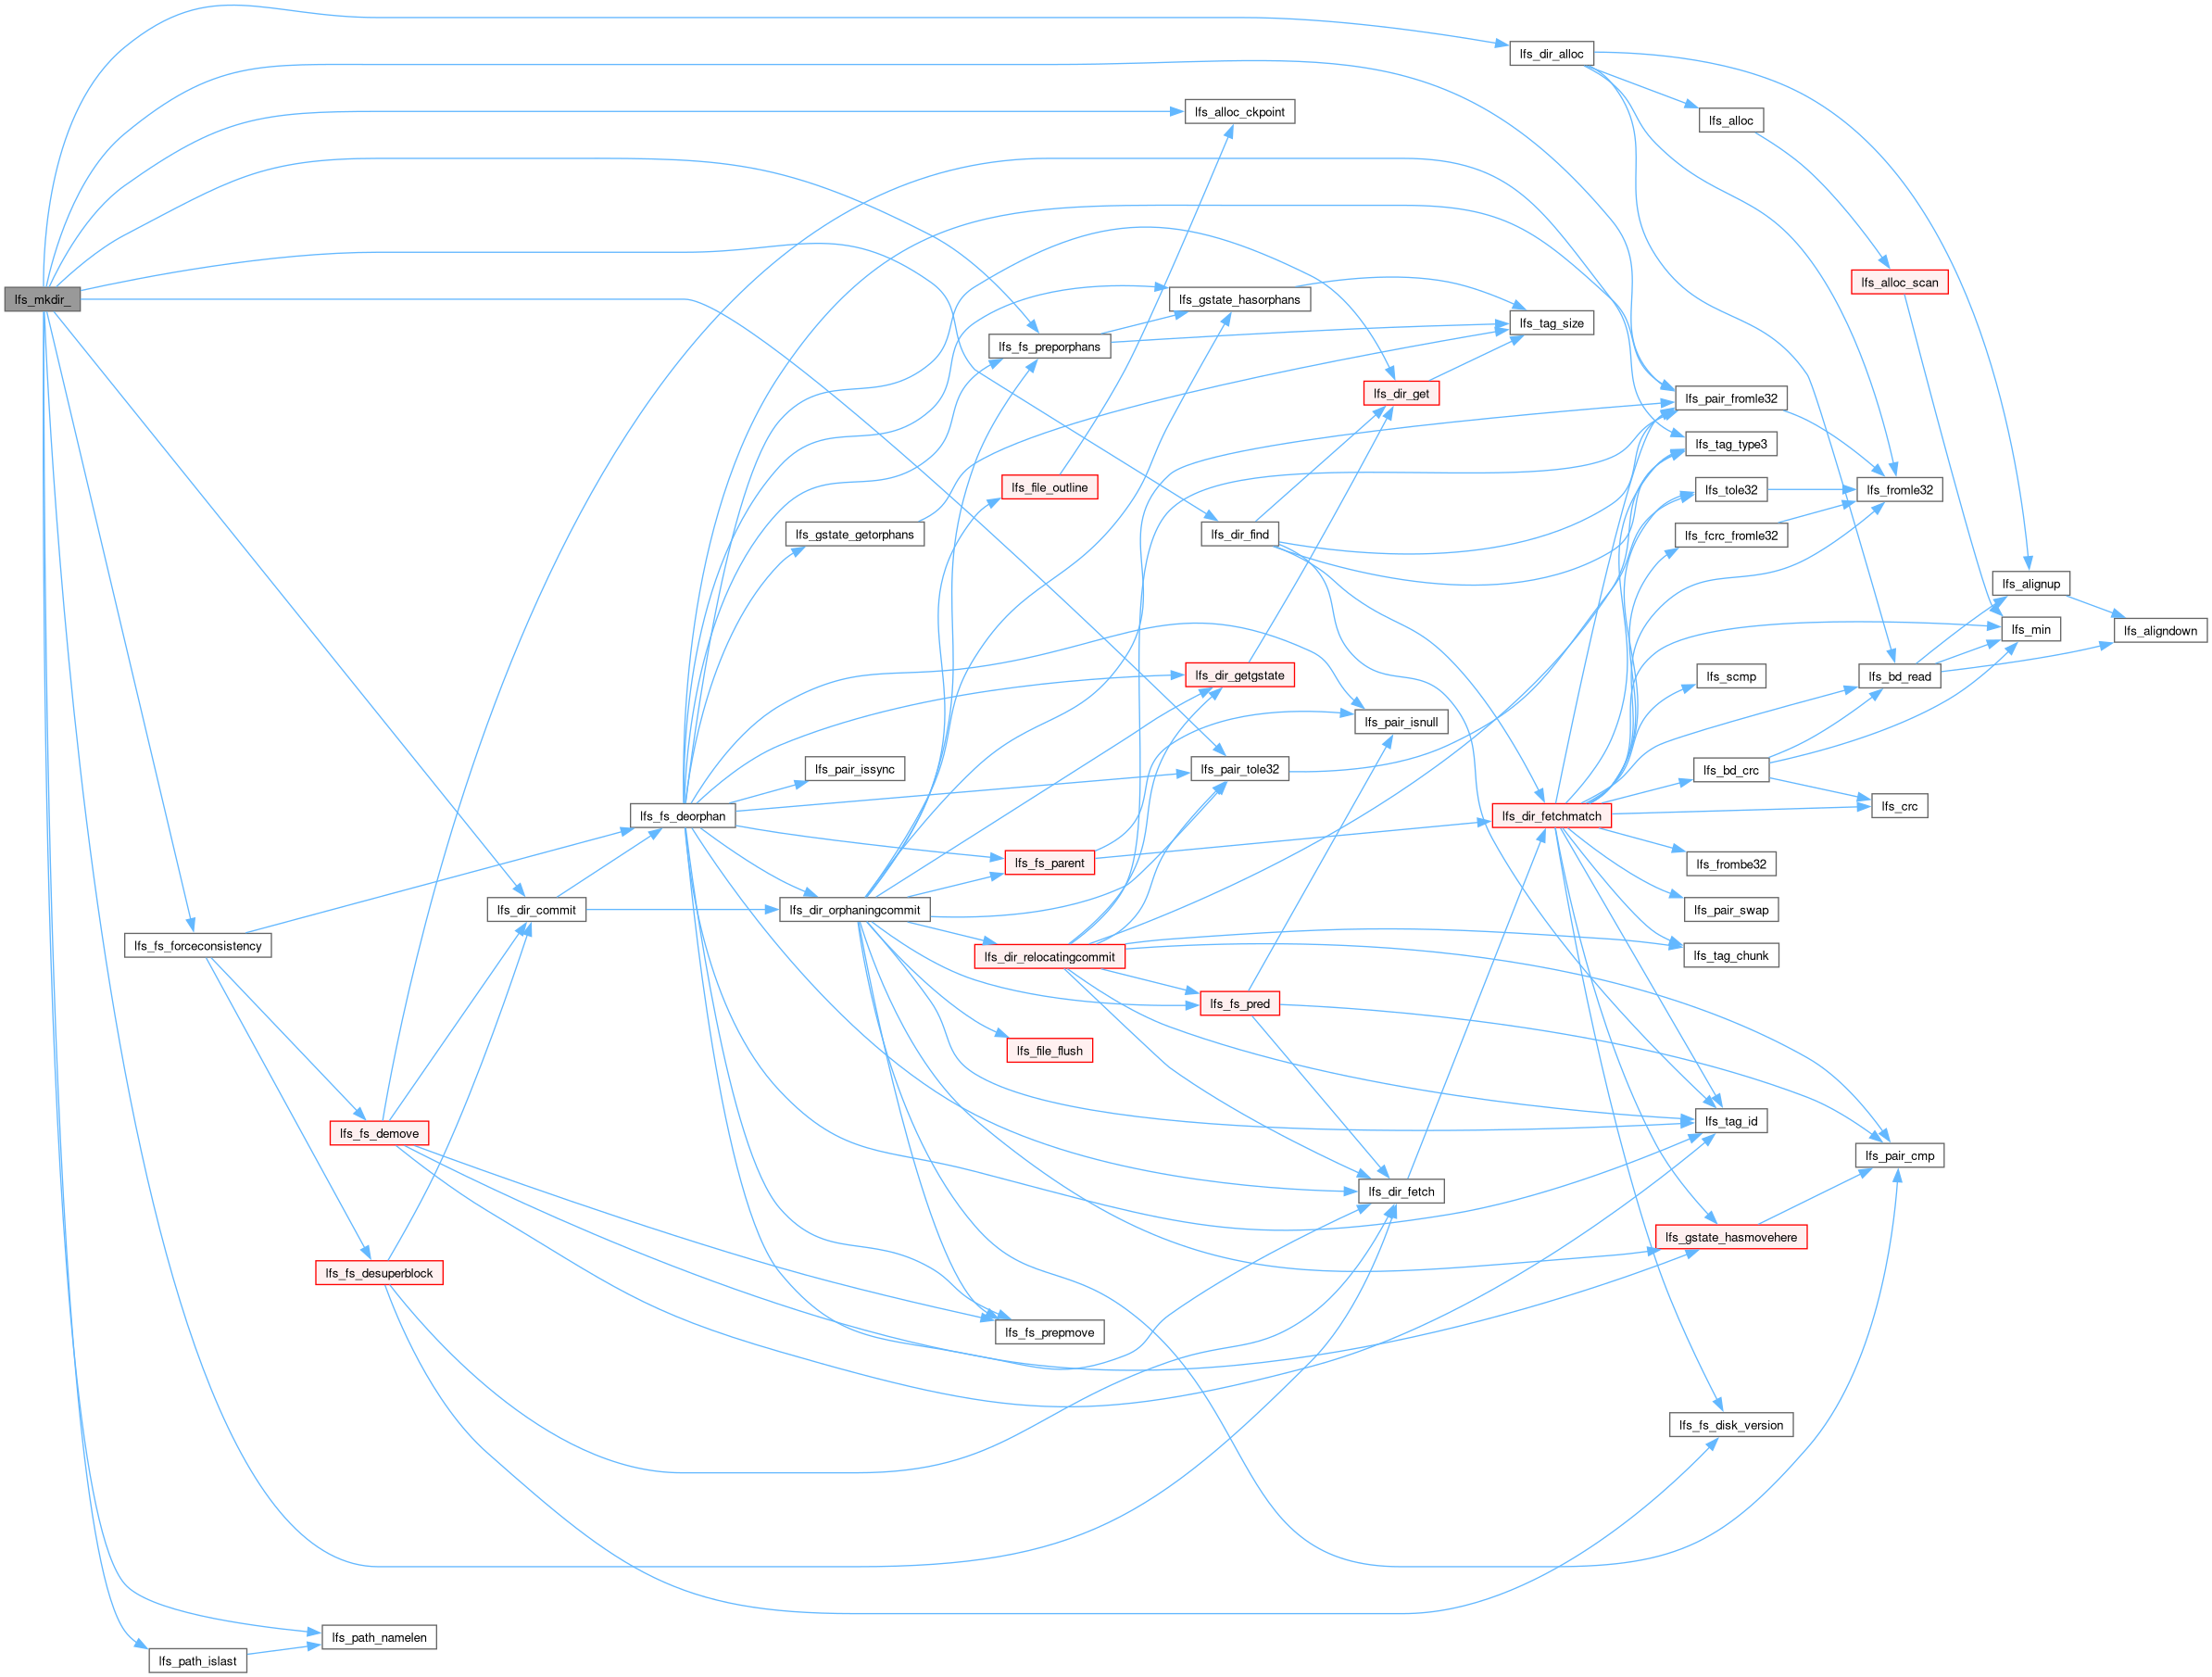 lfs_dir_alloc
lfs_alloc_ckpoint
lfs_alloc
lfs_alloc_scan
lfs_mkdir_
lfs_gstate_hasorphans
lfs_tag_size
lfs_fs_preporphans
lfs_dir_get
lfs_pair_fromle32
lfs_tag_type3
lfs_file_outline
lfs_tole32
lfs_fromle32
lfs_gstate_getorphans
lfs_dir_find
lfs_fcrc_fromle32
lfs_alignup
lfs_min
lfs_aligndown
lfs_dir_getgstate
lfs_scmp
lfs_bd_read
lfs_pair_isnull
lfs_pair_issync
lfs_pair_tole32
lfs_bd_crc
lfs_crc
lfs_fs_deorphan
lfs_dir_fetchmatch
lfs_fs_parent
lfs_frombe32
lfs_dir_commit
lfs_dir_orphaningcommit
lfs_pair_swap
lfs_fs_forceconsistency
lfs_dir_relocatingcommit
lfs_tag_chunk
lfs_fs_pred
lfs_file_flush
lfs_tag_id
lfs_fs_demove
lfs_pair_cmp
lfs_dir_fetch
lfs_gstate_hasmovehere
lfs_fs_desuperblock
lfs_fs_prepmove
lfs_fs_disk_version
lfs_path_namelen
lfs_path_islast